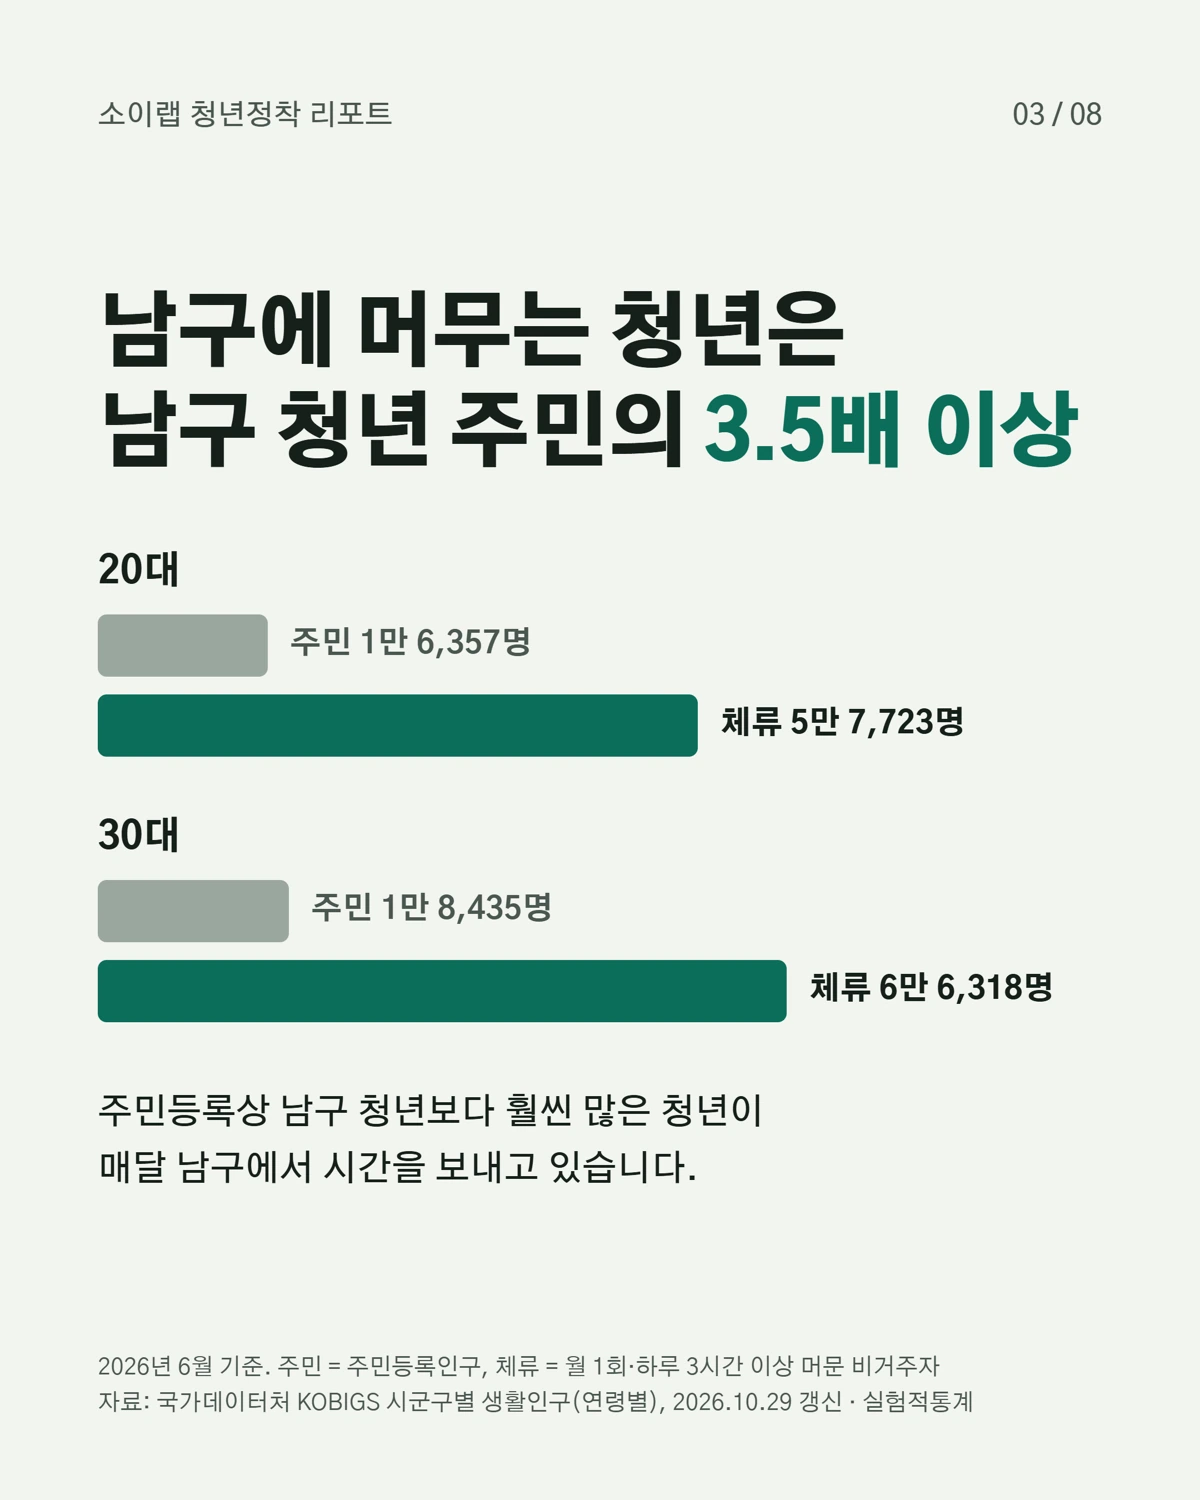 소이랩 청년정착 리포트
03 / 08
남구에 머무는 청년은
남구 청년 주민의 3.5배 이상
20대
주민 1만 6,357명
체류 5만 7,723명
30대
주민 1만 8,435명
체류 6만 6,318명
주민등록상 남구 청년보다 훨씬 많은 청년이
매달 남구에서 시간을 보내고 있습니다.
2026년 6월 기준. 주민 = 주민등록인구, 체류 = 월 1회·하루 3시간 이상 머문 비거주자
자료: 국가데이터처 KOBIGS 시군구별 생활인구(연령별), 2026.10.29 갱신 · 실험적통계